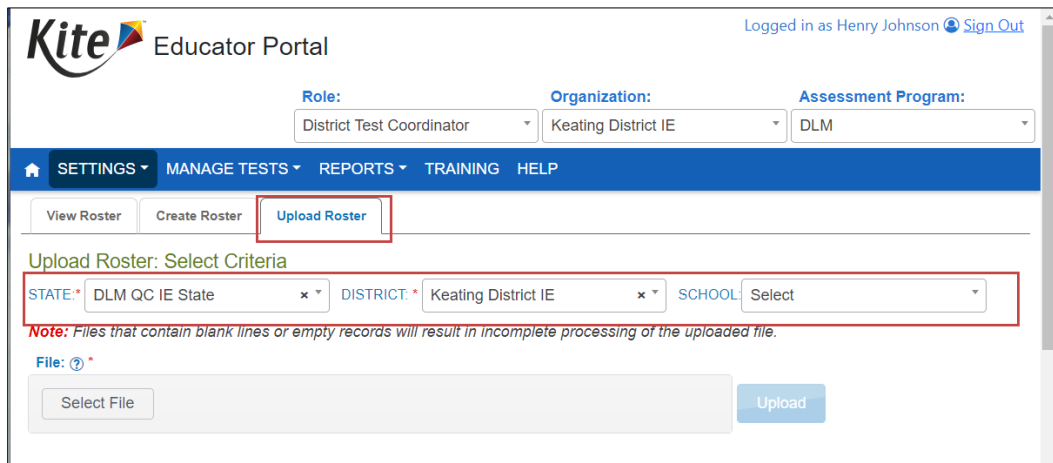 Logged in as Henry Johnson Sign Out
Kite Educator Portal
Role: Organization: Assessment Program:
District Test Coordinator Keating District IE DLM
SETTINGS MANAGE TESTS REPORTS TRAINING HELP
View Roster Create Roster Upload Roster
Upload Roster: Select Criteria
STATE:* DLM QC IE State × DISTRICT: * Keating District IE × SCHOOL: Select
Note: Files that contain blank lines or empty records will result in incomplete processing of the uploaded file.
File: ? *
Select File Upload